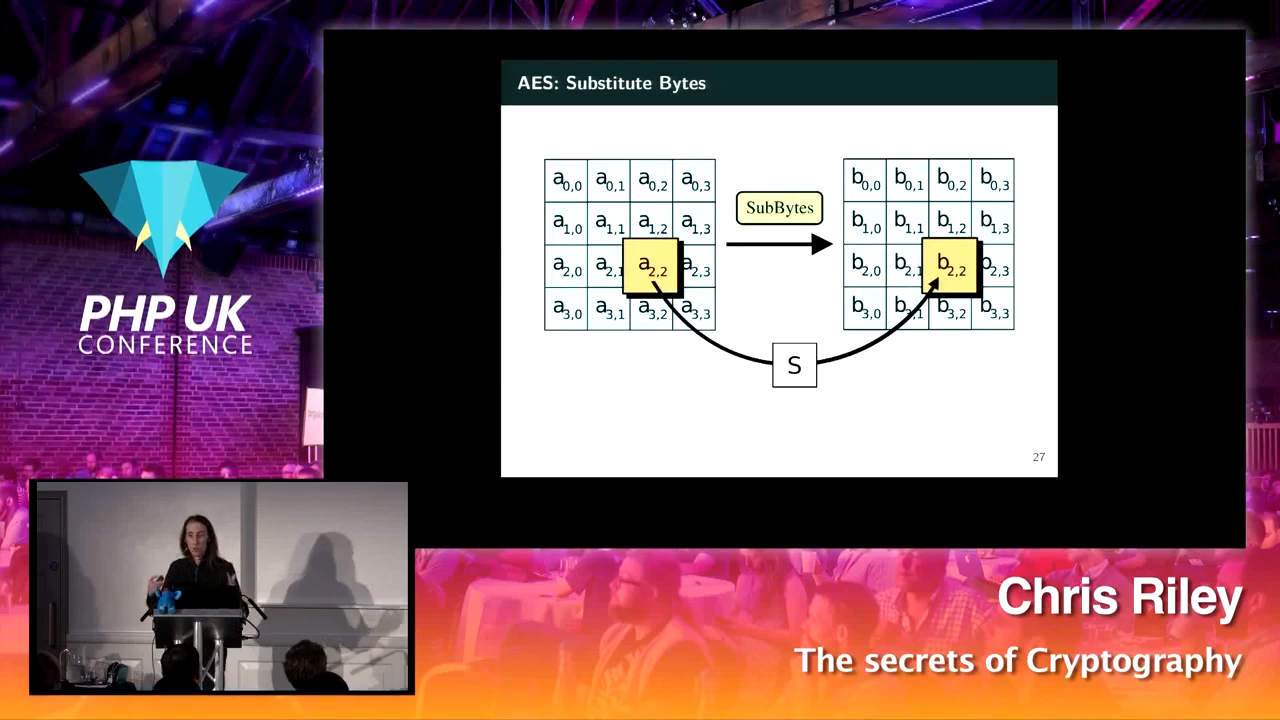 AES: Substitute Bytes
a0,0 a0,1 a0,2 a0,3
a1,0 a1,1 a1,2 a1,3
a2,0 a2,1 a2,2 a2,3
a3,0 a3,1 a3,2 a3,3
SubBytes
b0,0 b0,1 b0,2 b0,3
b1,0 b1,1 b1,2 b1,3
b2,0 b2,1 b2,2 b2,3
b3,0 b3,1 b3,2 b3,3
S
27
PHP UK
CONFERENCE
Chris Riley
The secrets of Cryptography